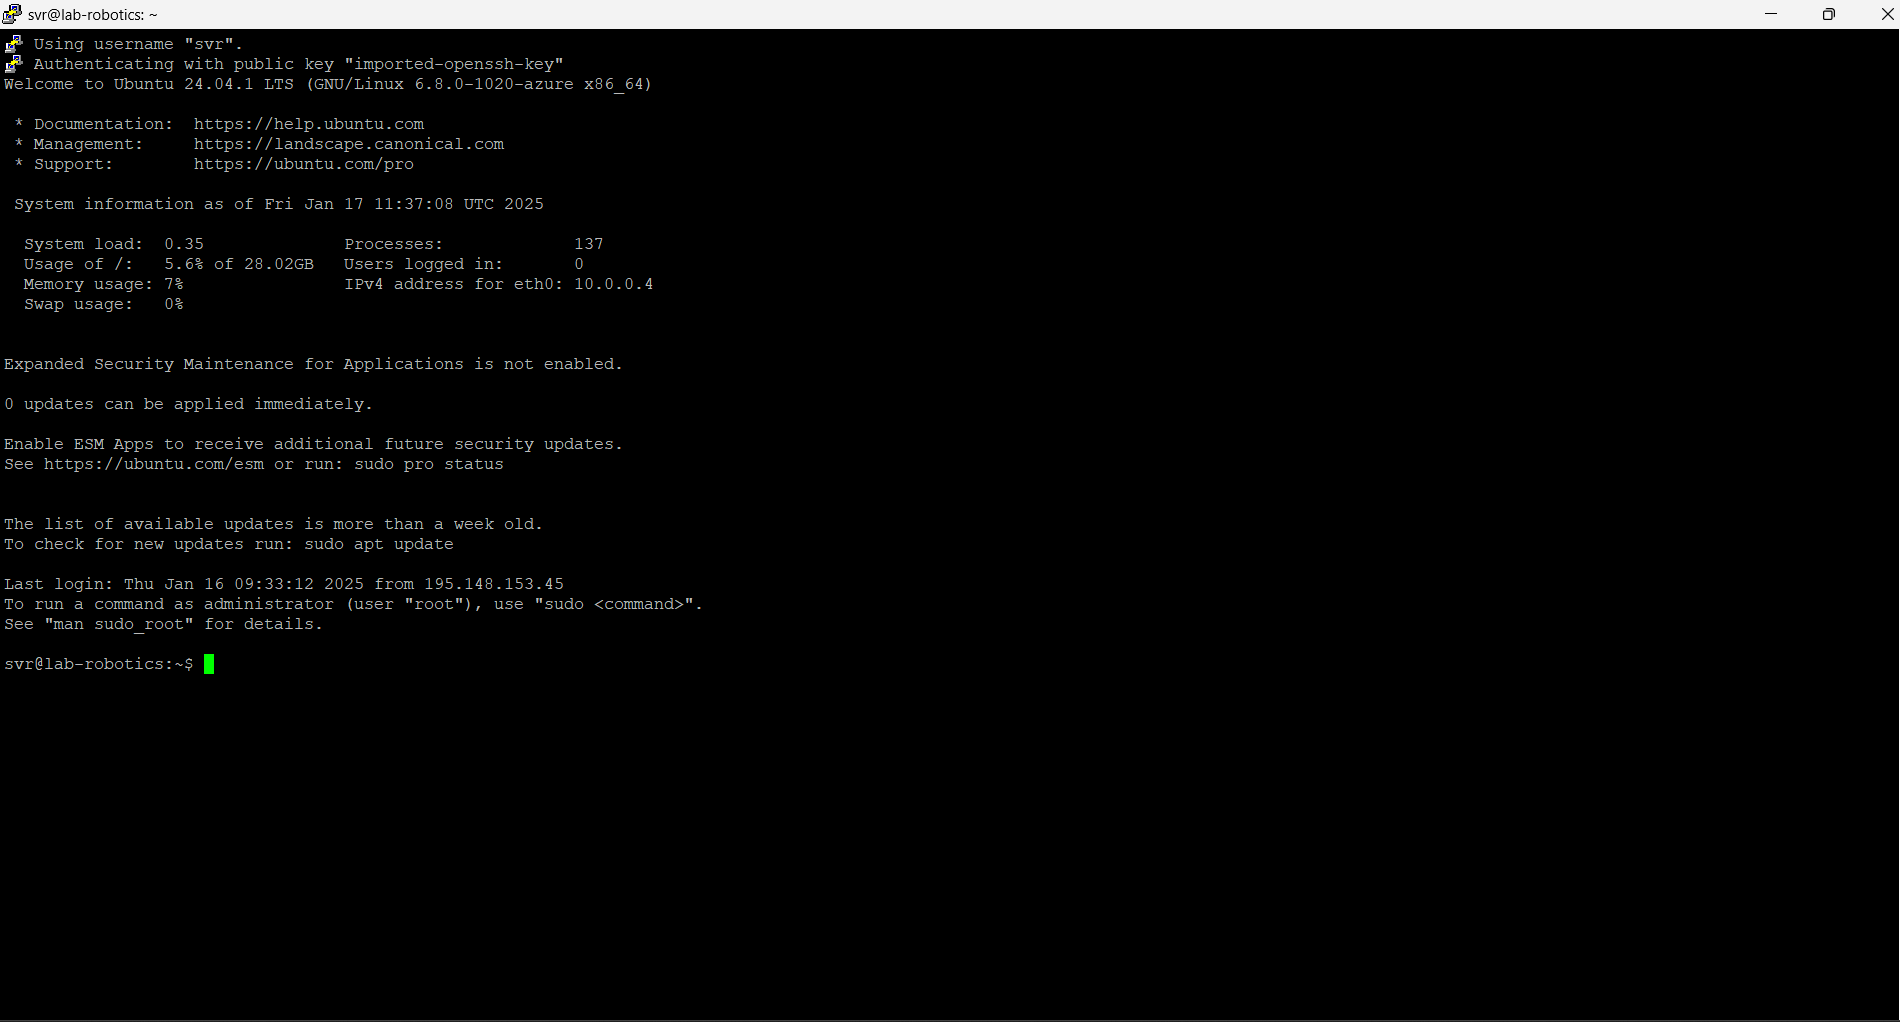 svr@lab-robotics: ~
Using username "svr".
Authenticating with public key "imported-openssh-key"
Welcome to Ubuntu 24.04.1 LTS (GNU/Linux 6.8.0-1020-azure x86_64)
* Documentation:  https://help.ubuntu.com
* Management:     https://landscape.canonical.com
* Support:        https://ubuntu.com/pro
System information as of Fri Jan 17 11:37:08 UTC 2025
System load:  0.35              Processes:             137
Usage of /:   5.6% of 28.02GB   Users logged in:       0
Memory usage: 7%                IPv4 address for eth0: 10.0.0.4
Swap usage:   0%
Expanded Security Maintenance for Applications is not enabled.
0 updates can be applied immediately.
Enable ESM Apps to receive additional future security updates.
See https://ubuntu.com/esm or run: sudo pro status
The list of available updates is more than a week old.
To check for new updates run: sudo apt update
Last login: Thu Jan 16 09:33:12 2025 from 195.148.153.45
To run a command as administrator (user "root"), use "sudo <command>".
See "man sudo_root" for details.
svr@lab-robotics:~$